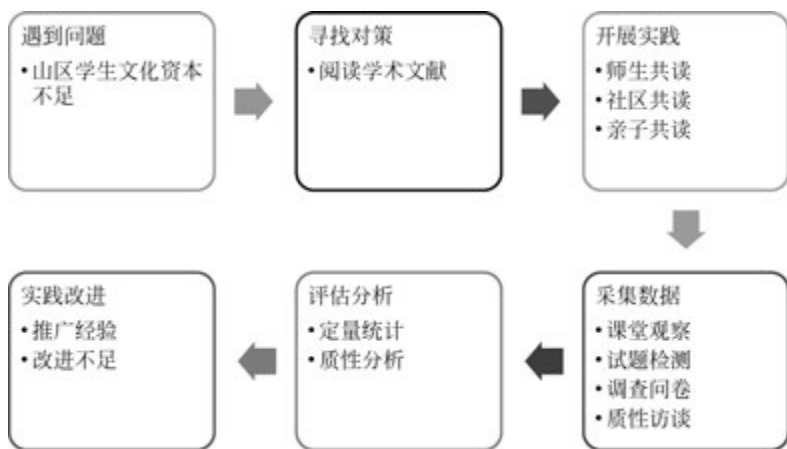 遇到问题
•山区学生文化资本
不足
寻找对策
•阅读学术文献
开展实践
•师生共读
•社区共读
•亲子共读
采集数据
•课堂观察
•试题检测
•调查问卷
•质性访谈
评估分析
•定量统计
•质性分析
实践改进
•推广经验
•改进不足